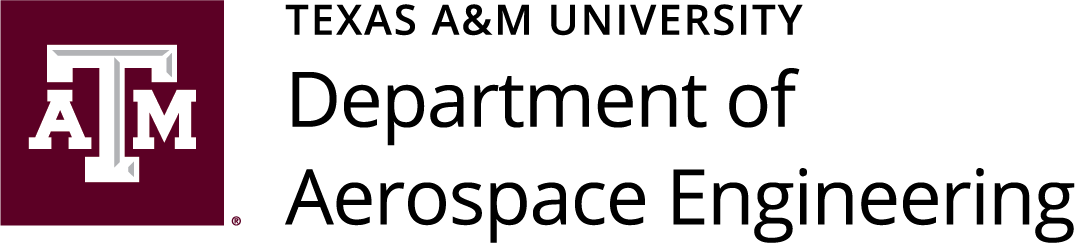 ATM
®
TEXAS A&M UNIVERSITY
Department of
Aerospace Engineering